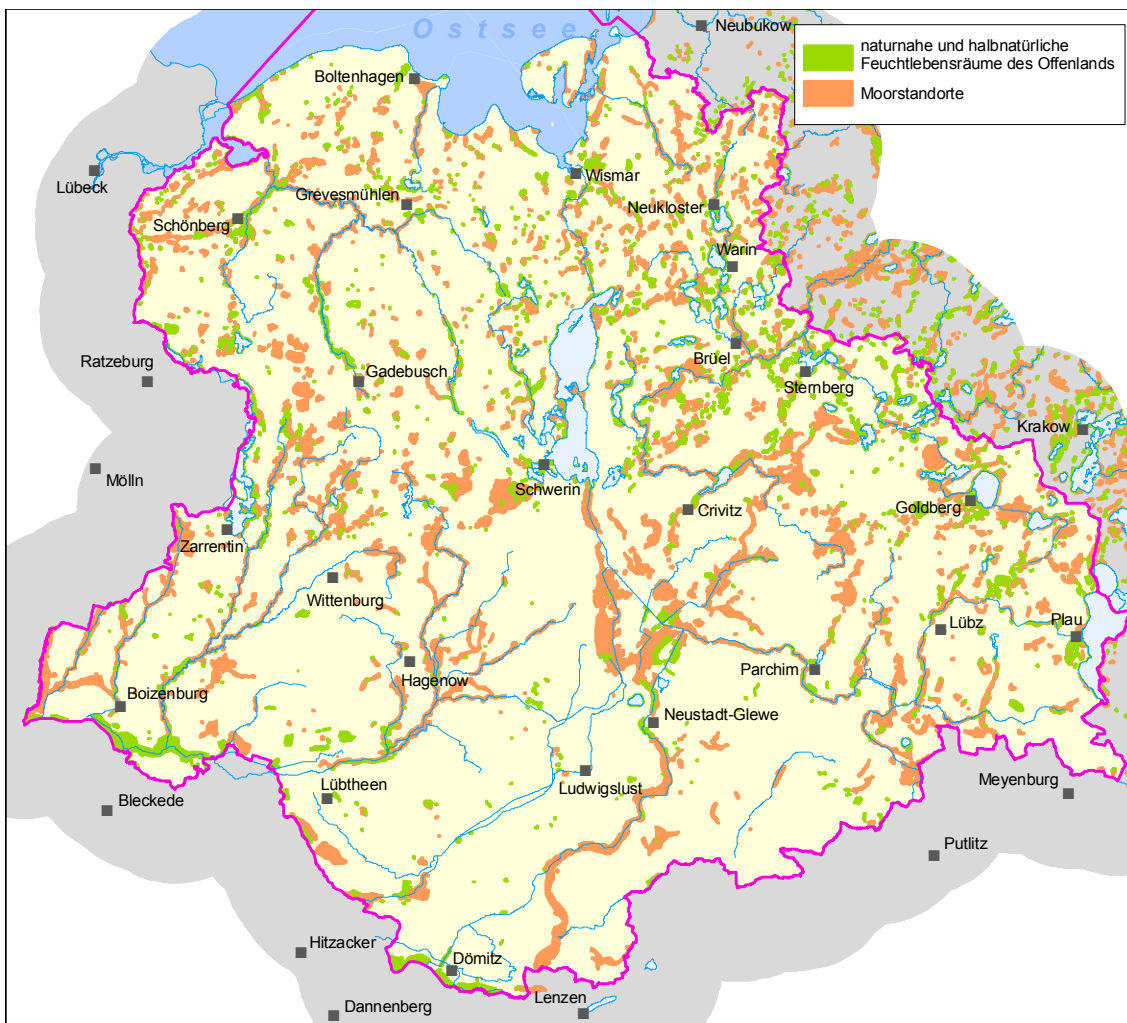 Ostsee
Neubukow
naturnahe und halbnatürliche
Feuchtlebensräume des Offenlands
Moorstandorte
Boltenhagen
Lübeck
Wismar
Grevesmühlen
Neukloster
Schönberg
Warin
Brüel
Ratzeburg
Gadebusch
Sternberg
Krakow
Mölln
Schwerin
Goldberg
Crivitz
Zarrentin
Wittenburg
Lübz
Plau
Hagenow
Parchim
Boizenburg
Neustadt-Glewe
Ludwigslust
Meyenburg
Lübtheen
Bleckede
Putlitz
Hitzacker
Dömitz
Lenzen
Dannenberg